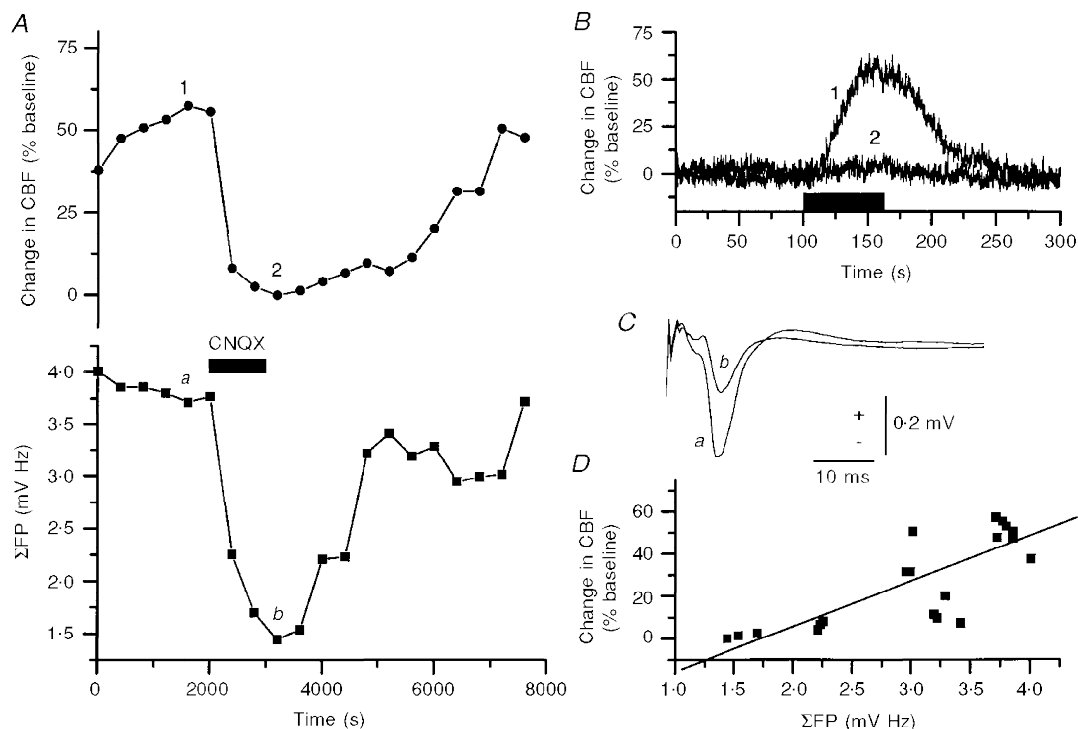 A
Change in CBF (% baseline)
75
50
25
0
1
2
CNQX
ΣFP (mV Hz)
4·0
3·5
3·0
2·5
2·0
1·5
a
b
0
2000
4000
6000
8000
Time (s)
B
Change in CBF
(% baseline)
75
50
25
0
1
2
0
50
100
150
200
250
300
Time (s)
C
b
a
+
-
0·2 mV
10 ms
D
Change in CBF
(% baseline)
60
40
20
0
1·0
1·5
2·0
2·5
3·0
3·5
4·0
ΣFP (mV Hz)